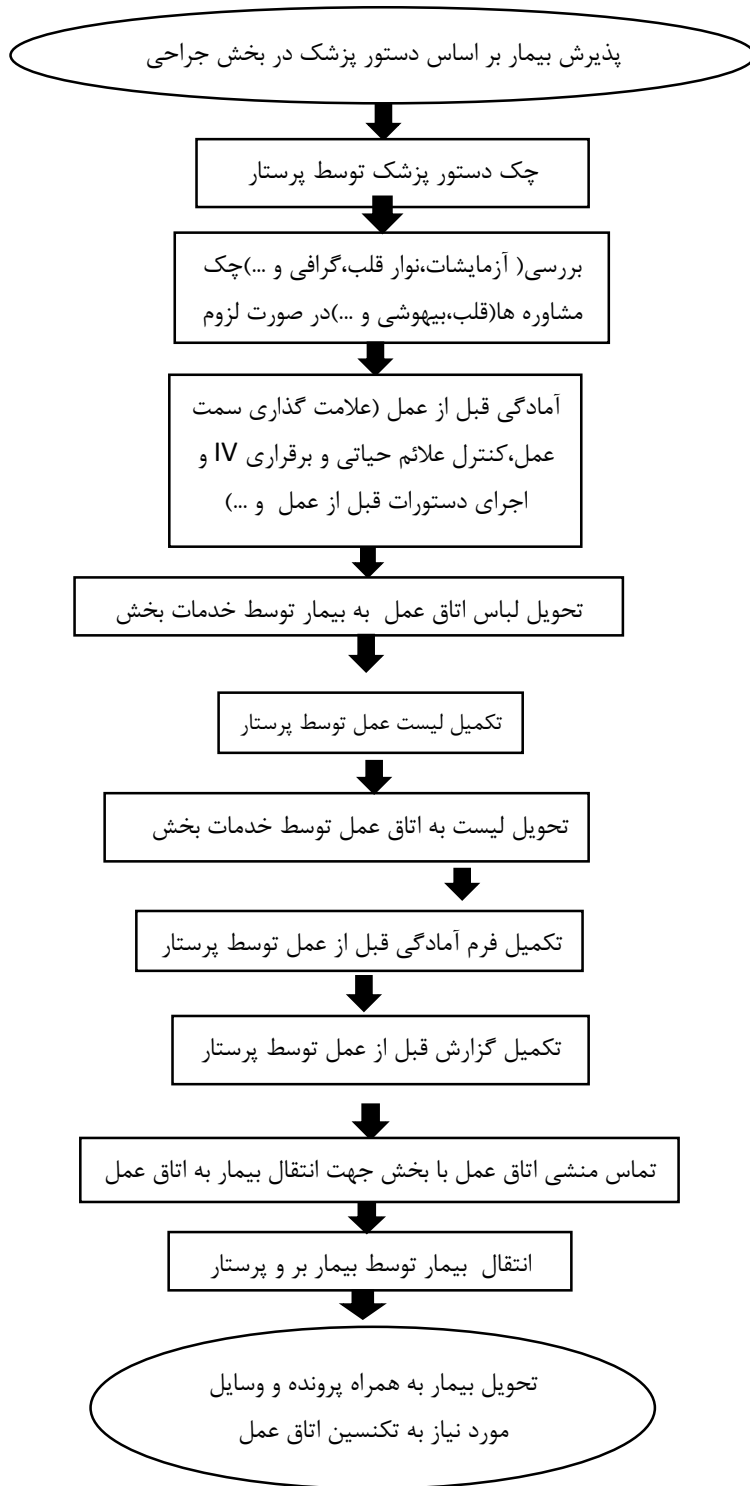 پذیرش بیمار بر اساس دستور پزشک در بخش جراحی
چک دستور پزشک توسط پرستار
بررسی( آزمایشات،نوار قلب،گرافی و ...)چک
مشاوره ها(قلب،بیهوشی و ...)در صورت لزوم
آمادگی قبل از عمل (علامت گذاری سمت
عمل،کنترل علائم حیاتی و برقراری IV و
اجرای دستورات قبل از عمل و ...)
تحویل لباس اتاق عمل به بیمار توسط خدمات بخش
تکمیل لیست عمل توسط پرستار
تحویل لیست به اتاق عمل توسط خدمات بخش
تکمیل فرم آمادگی قبل از عمل توسط پرستار
تکمیل گزارش قبل از عمل توسط پرستار
تماس منشی اتاق عمل با بخش جهت انتقال بیمار به اتاق عمل
انتقال بیمار توسط بیمار بر و پرستار
تحویل بیمار به همراه پرونده و وسایل
مورد نیاز به تکنسین اتاق عمل